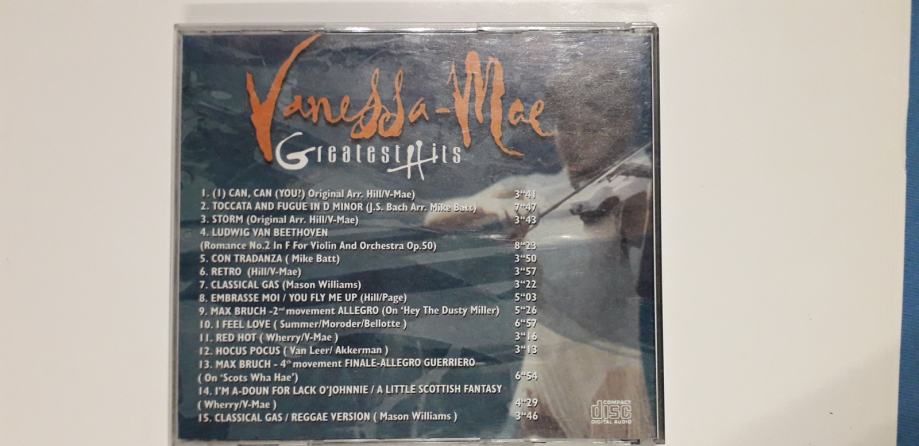 Vanessa-Mae
Greatest Hits
1. (I) CAN, CAN (YOU?) Original Arr. Hill/V-Mae) 3"41
2. TOCCATA AND FUGUE IN D MINOR (J.S. Bach Arr. Mike Batt) 7"47
3. STORM (Original Arr. Hill/V-Mae) 3"43
4. LUDWIG VAN BEETHOVEN
(Romance No.2 In F For Violin And Orchestra Op.50) 8"23
5. CON TRADANZA ( Mike Batt) 3"50
6. RETRO (Hill/V-Mae) 3"57
7. CLASSICAL GAS (Mason Williams) 3"22
8. EMBRASSE MOI / YOU FLY ME UP (Hill/Page) 5"03
9. MAX BRUCH -2nd movement ALLEGRO (On 'Hey The Dusty Miller) 5"26
10. I FEEL LOVE ( Summer/Moroder/Bellotte ) 6"57
11. RED HOT ( Wherry/V-Mae ) 3"16
12. HOCUS POCUS ( Van Leer/ Akkerman ) 3"13
13. MAX BRUCH - 4th movement FINALE-ALLEGRO GUERRIERO
( On 'Scots Wha Hae') 6"54
14. I'M A-DOUN FOR LACK O'JOHNNIE / A LITTLE SCOTTISH FANTASY
( Wherry/V-Mae ) 4"29
15. CLASSICAL GAS / REGGAE VERSION ( Mason Williams ) 3"46
COMPACT
disc
DIGITAL AUDIO